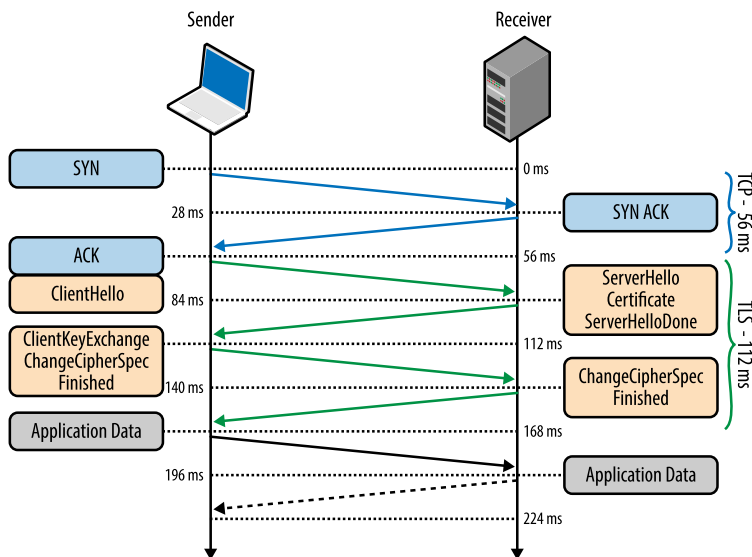 Sender
Receiver
SYN
0 ms
28 ms
SYN ACK
TCP - 56 ms
ACK
56 ms
ClientHello
84 ms
ServerHello
Certificate
ServerHelloDone
TLS - 112 ms
ClientKeyExchange
ChangeCipherSpec
Finished
112 ms
140 ms
ChangeCipherSpec
Finished
Application Data
168 ms
196 ms
Application Data
224 ms